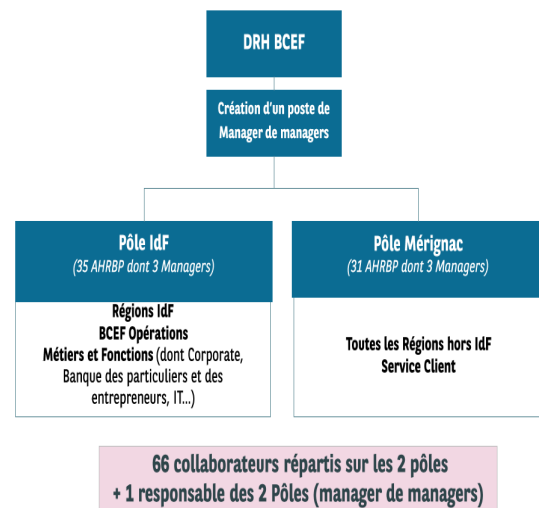 DRH BCEF
Création d'un poste de
Manager de managers
Pôle IdF
(35 AHRBP dont 3 Managers)
Régions IdF
BCEF Opérations
Métiers et Fonctions (dont Corporate,
Banque des particuliers et des
entrepreneurs, IT...)
Pôle Mérignac
(31 AHRBP dont 3 Managers)
Toutes les Régions hors IdF
Service Client
66 collaborateurs répartis sur les 2 pôles
+ 1 responsable des 2 Pôles (manager de managers)